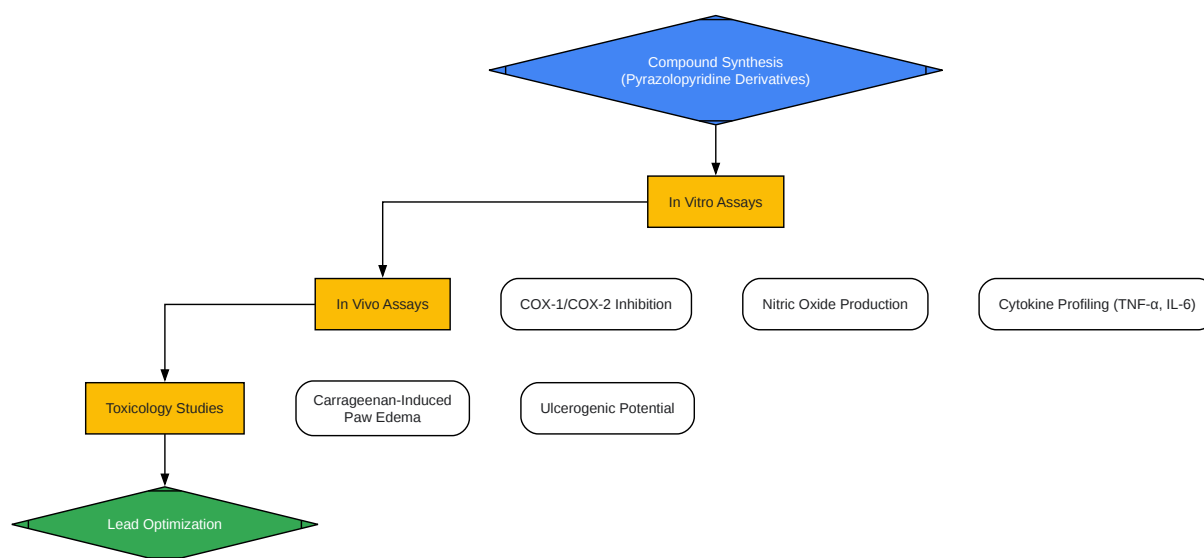 Compound Synthesis
(Pyrazolopyridine Derivatives)
In Vitro Assays
In Vivo Assays
COX-1/COX-2 Inhibition
Nitric Oxide Production
Cytokine Profiling (TNF-α, IL-6)
Toxicology Studies
Carrageenan-Induced
Paw Edema
Ulcerogenic Potential
Lead Optimization